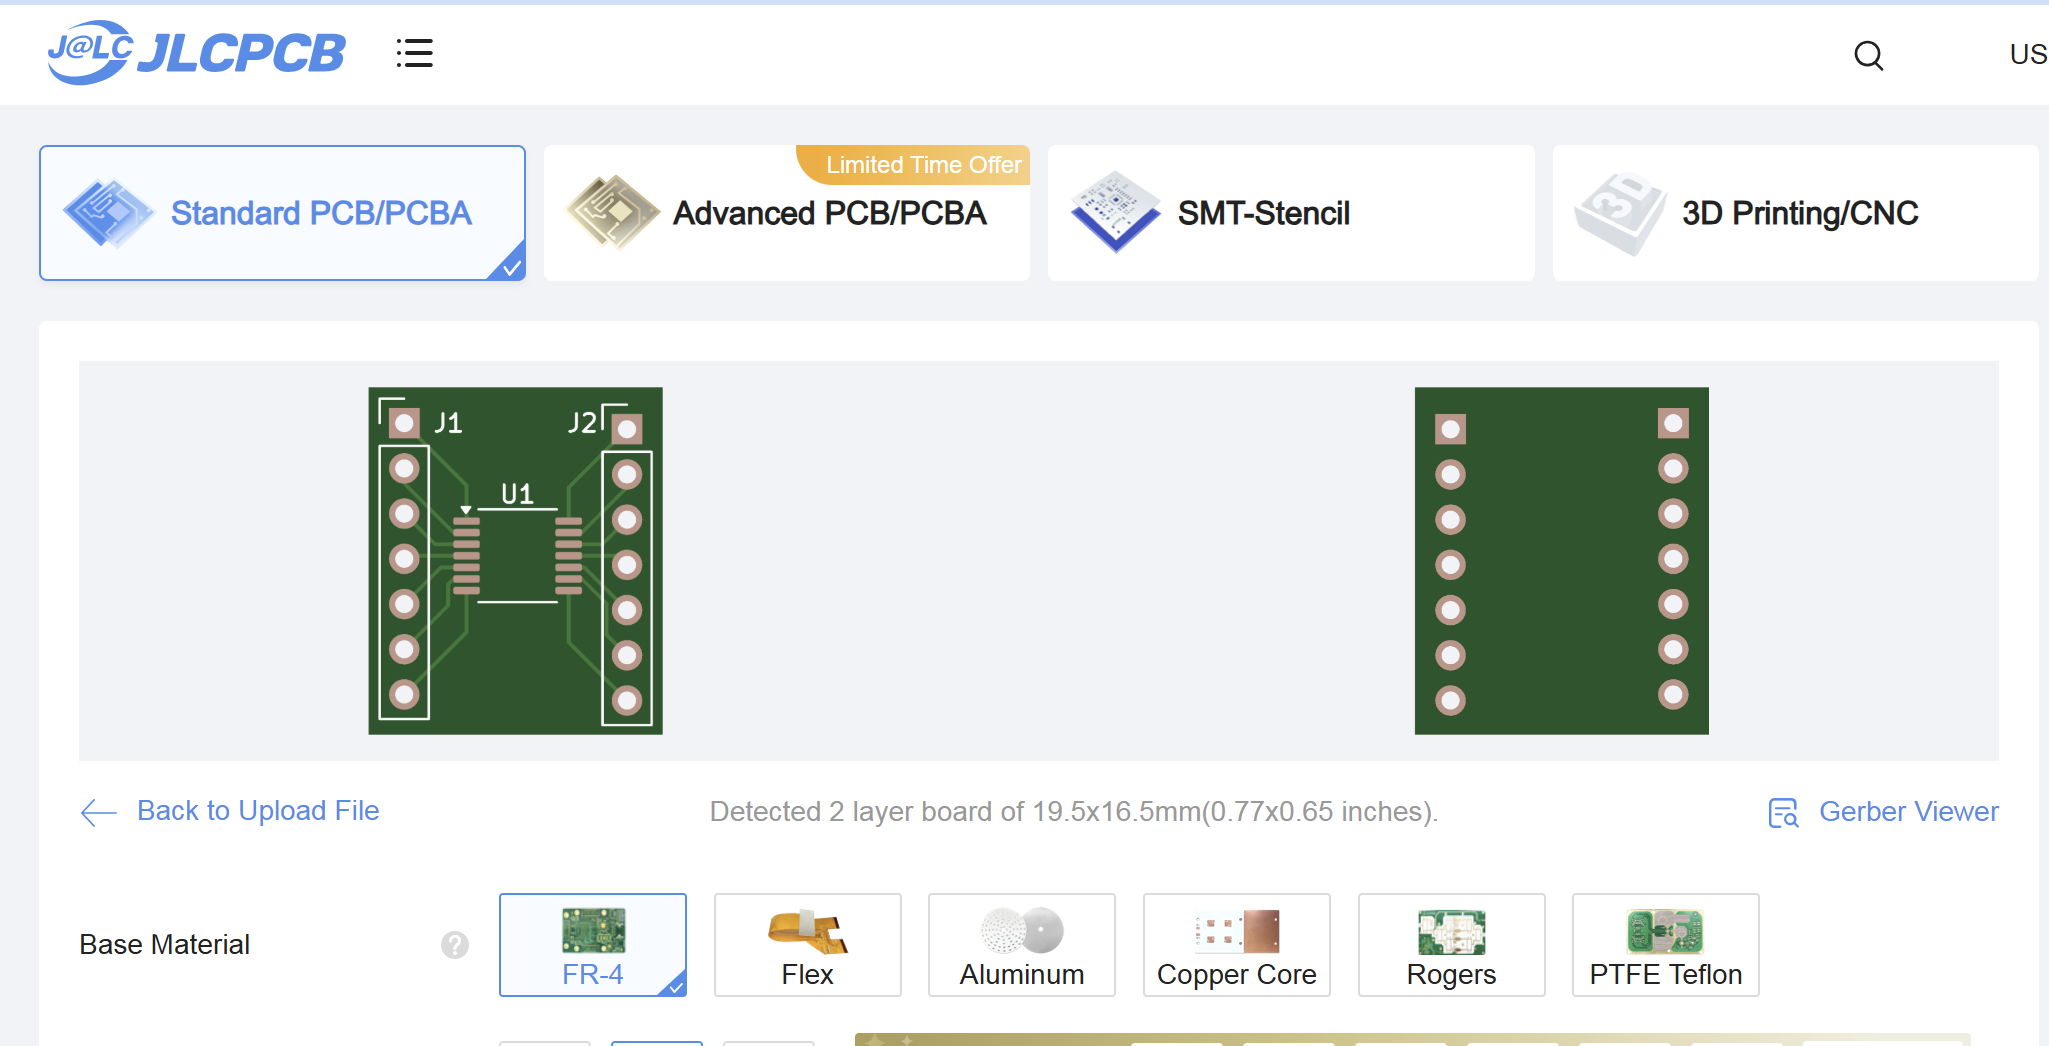 J@LC JLCPCB
US
Limited Time Offer
Standard PCB/PCBA
Advanced PCB/PCBA
SMT-Stencil
3D
3D Printing/CNC
J1
J2
U1
Back to Upload File
Detected 2 layer board of 19.5x16.5mm(0.77x0.65 inches).
Gerber Viewer
Base Material
?
FR-4
Flex
Aluminum
Copper Core
Rogers
PTFE Teflon